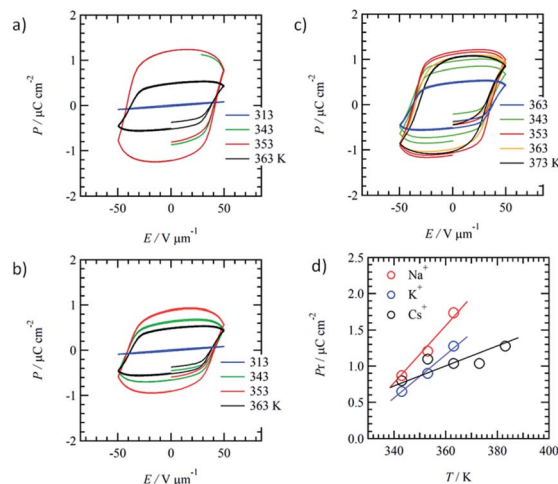 a)
2
1
0
-1
-2
P / μC cm⁻²
-50
0
50
E / V μm⁻¹
313
343
353
363 K
b)
2
1
0
-1
-2
P / μC cm⁻²
-50
0
50
E / V μm⁻¹
313
343
353
363 K
c)
2
1
0
-1
-2
P / μC cm⁻²
-50
0
50
E / V μm⁻¹
363
343
353
363
373 K
d)
2.0
1.5
1.0
0.5
0.0
Pr / μC cm⁻²
Na⁺
K⁺
Cs⁺
340
360
380
400
T / K